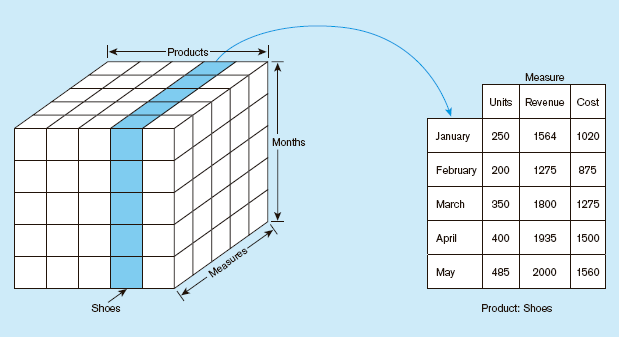 Products
Months
Measures
Shoes
Measure
Units Revenue Cost
January 250 1564 1020
February 200 1275 875
March 350 1800 1275
April 400 1935 1500
May 485 2000 1560
Product: Shoes